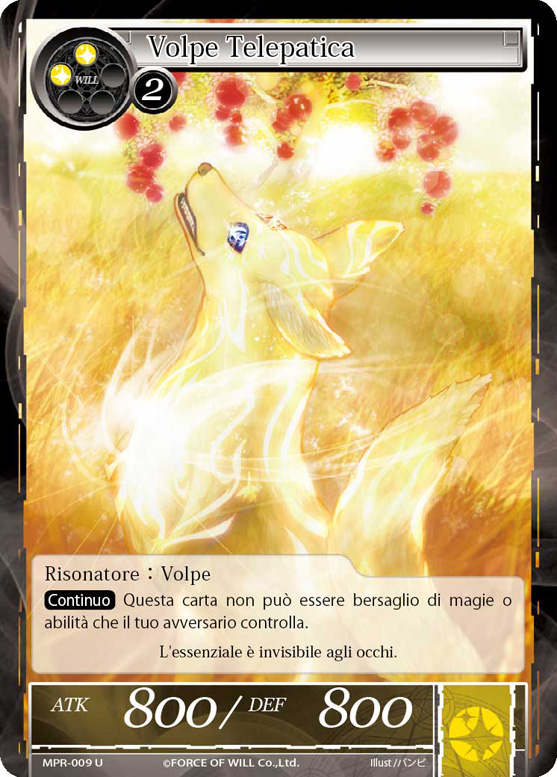 Volpe Telepatica
WILL
2
Risonatore : Volpe
Continuo Questa carta non può essere bersaglio di magie o
abilità che il tuo avversario controlla.
L'essenziale è invisibile agli occhi.
ATK 800 / DEF 800
MPR-009 U ©FORCE OF WILL Co.,Ltd. Illust/バンビ